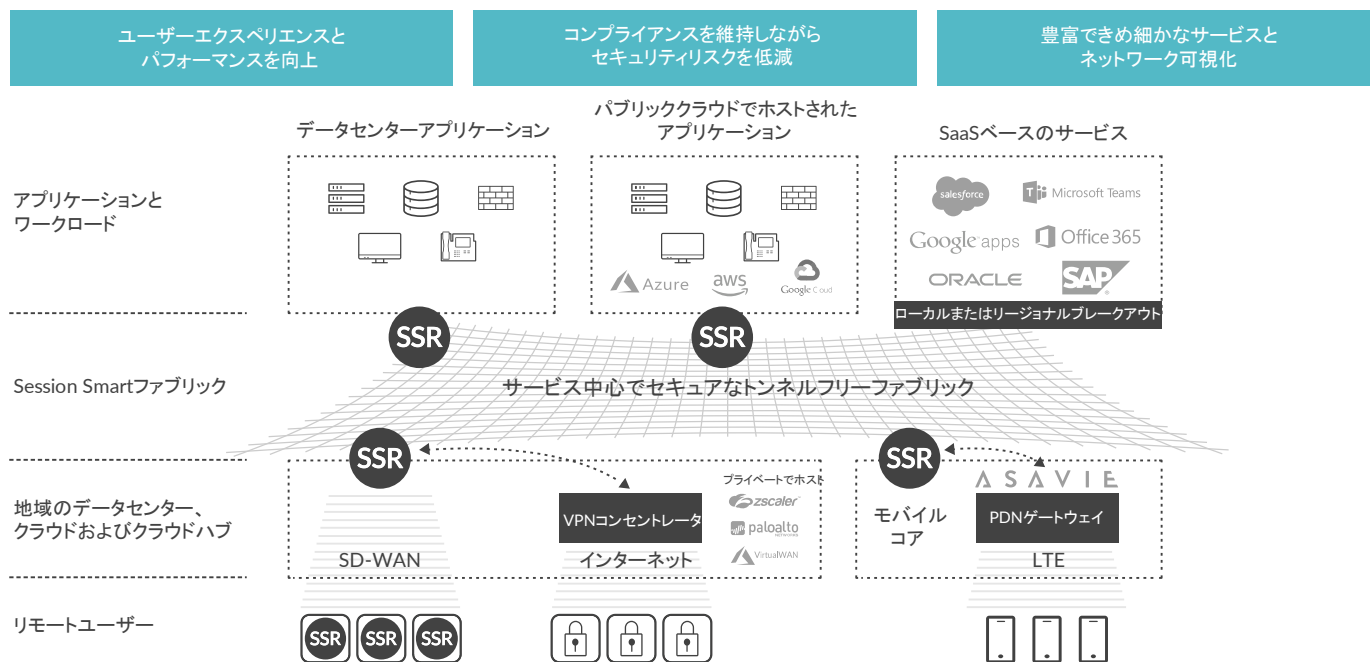 ユーザーエクスペリエンスと
パフォーマンスを向上
コンプライアンスを維持しながら
セキュリティリスクを低減
豊富できめ細かなサービスと
ネットワーク可視化
データセンターアプリケーション
パブリッククラウドでホストされた
アプリケーション
SaaSベースのサービス
アプリケーションと
ワークロード
salesforce
Microsoft Teams
Google apps
Office 365
ORACLE
SAP
Azure
aws
Google Cloud
ローカルまたはリージョナルブレークアウト
SSR
SSR
Session Smartファブリック
サービス中心でセキュアなトンネルフリーファブリック
SSR
SSR
地域のデータセンター、
クラウドおよびクラウドハブ
SD-WAN
VPNコンセントレータ
インターネット
プライベートでホスト
zscaler
paloalto
NETWORKS
VirtualWAN
モバイル
コア
ASAVIE
PDNゲートウェイ
LTE
リモートユーザー
SSR
SSR
SSR